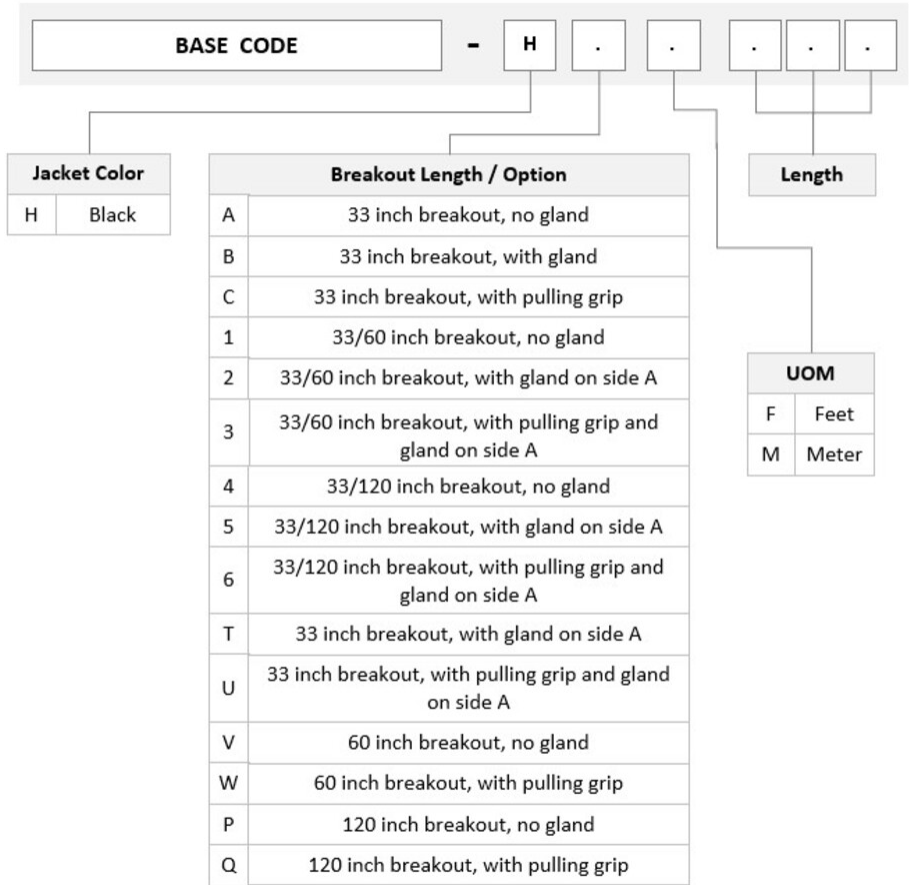 BASE CODE - H . . . . .
Jacket Color
H Black
Breakout Length / Option
A 33 inch breakout, no gland
B 33 inch breakout, with gland
C 33 inch breakout, with pulling grip
1 33/60 inch breakout, no gland
2 33/60 inch breakout, with gland on side A
3 33/60 inch breakout, with pulling grip and
gland on side A
4 33/120 inch breakout, no gland
5 33/120 inch breakout, with gland on side A
6 33/120 inch breakout, with pulling grip and
gland on side A
T 33 inch breakout, with gland on side A
U 33 inch breakout, with pulling grip and gland
on side A
V 60 inch breakout, no gland
W 60 inch breakout, with pulling grip
P 120 inch breakout, no gland
Q 120 inch breakout, with pulling grip
Length
UOM
F Feet
M Meter